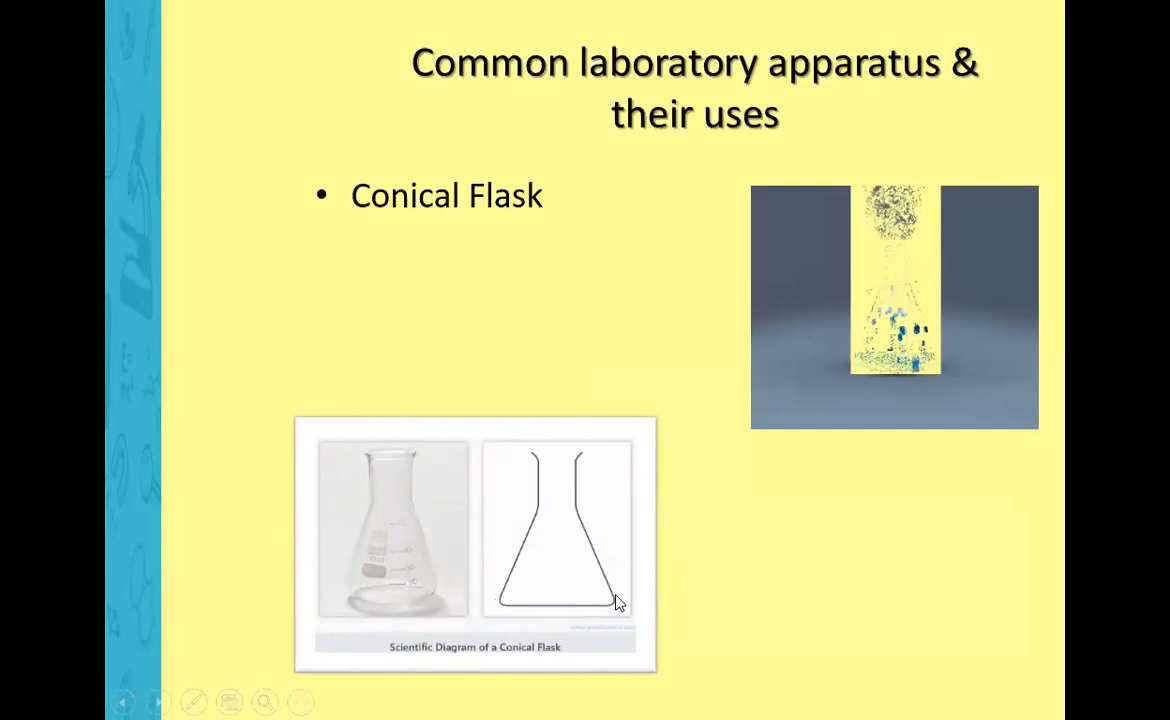 Common laboratory apparatus &
their uses
• Conical Flask
Scientific Diagram of a Conical Flask